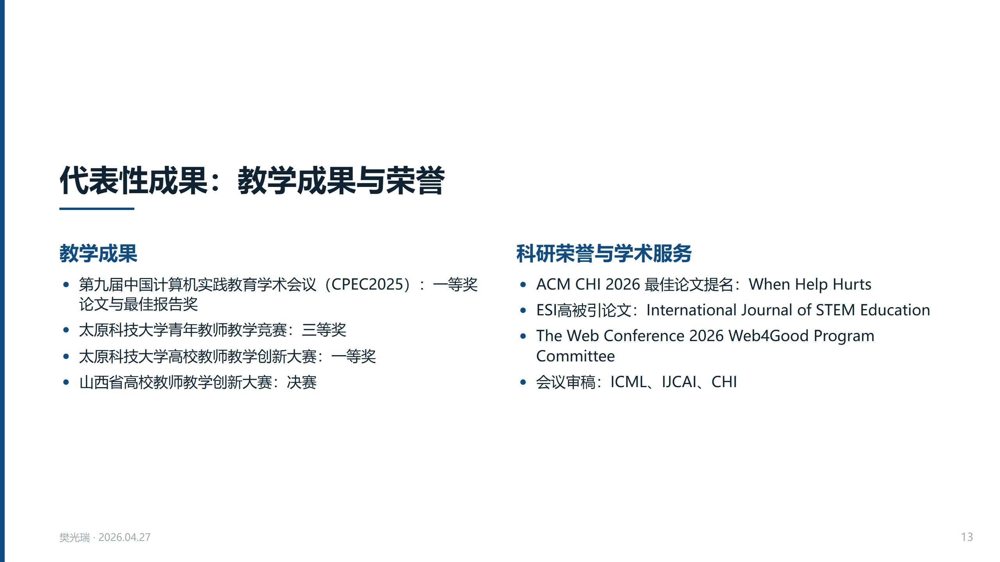 代表性成果：教学成果与荣誉
教学成果
• 第九届中国计算机实践教育学术会议（CPEC2025）：一等奖
论文与最佳报告奖
• 太原科技大学青年教师教学竞赛：三等奖
• 太原科技大学高校教师教学创新大赛：一等奖
• 山西省高校教师教学创新大赛：决赛
科研荣誉与学术服务
• ACM CHI 2026 最佳论文提名：When Help Hurts
• ESI高被引论文：International Journal of STEM Education
• The Web Conference 2026 Web4Good Program
Committee
• 会议审稿：ICML、IJCAI、CHI
樊光瑞 · 2026.04.27
13